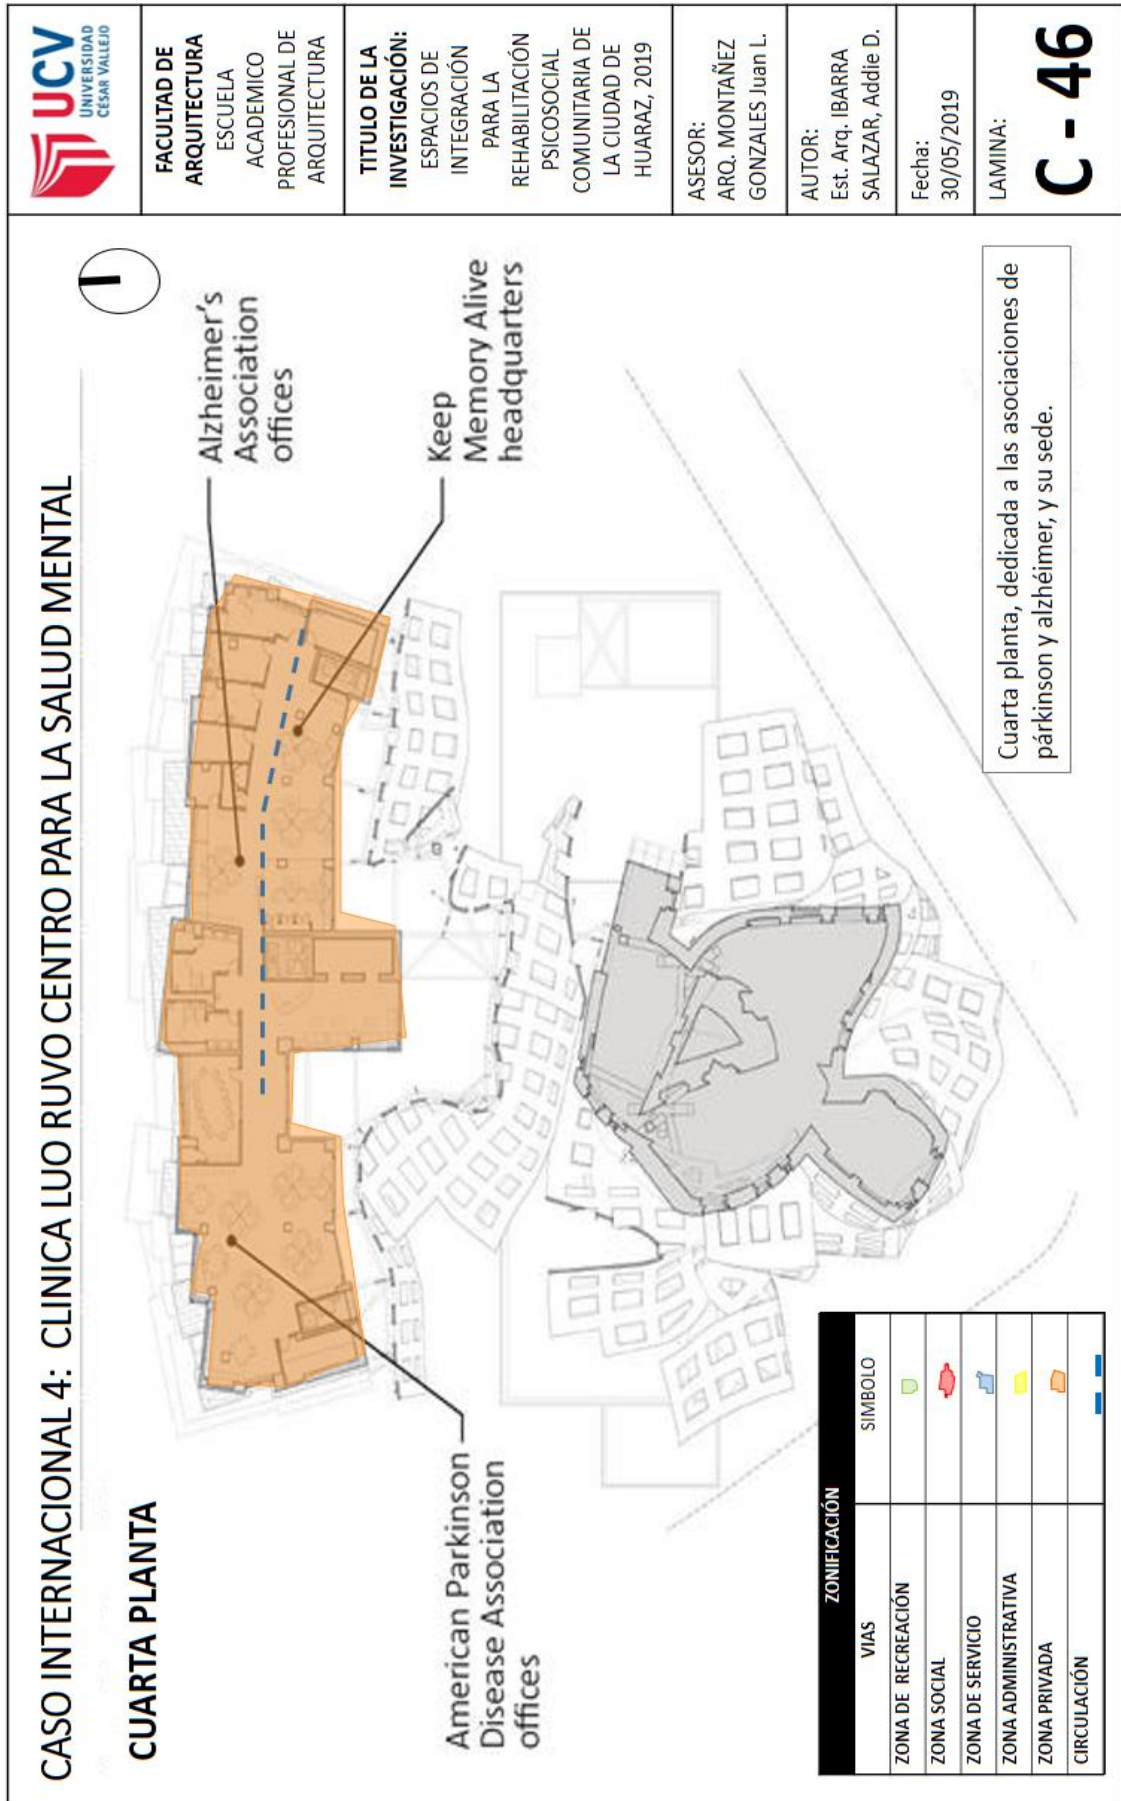 CASO INTERNACIONAL 4: CLINICA LUO RUVO CENTRO PARA LA SALUD MENTAL
CUARTA PLANTA
Alzheimer's
Association
offices
Keep
Memory Alive
headquarters
American Parkinson
Disease Association
offices
Cuarta planta, dedicada a las asociaciones de
párkinson y alzhéimer, y su sede.
ZONIFICACIÓN
VIAS
SIMBOLO
ZONA DE RECREACIÓN
ZONA SOCIAL
ZONA DE SERVICIO
ZONA ADMINISTRATIVA
ZONA PRIVADA
CIRCULACIÓN
UCV
UNIVERSIDAD
CÉSAR VALLEJO
FACULTAD DE
ARQUITECTURA
ESCUELA
ACADEMICO
PROFESIONAL DE
ARQUITECTURA
TITULO DE LA
INVESTIGACIÓN:
ESPACIOS DE
INTEGRACIÓN
PARA LA
REHABILITACIÓN
PSICOSOCIAL
COMUNITARIA DE
LA CIUDAD DE
HUARAZ, 2019
ASESOR:
ARQ. MONTAÑEZ
GONZALES Juan L.
AUTOR:
Est. Arq. IBARRA
SALAZAR, Addie D.
Fecha:
30/05/2019
LAMINA:
C - 46